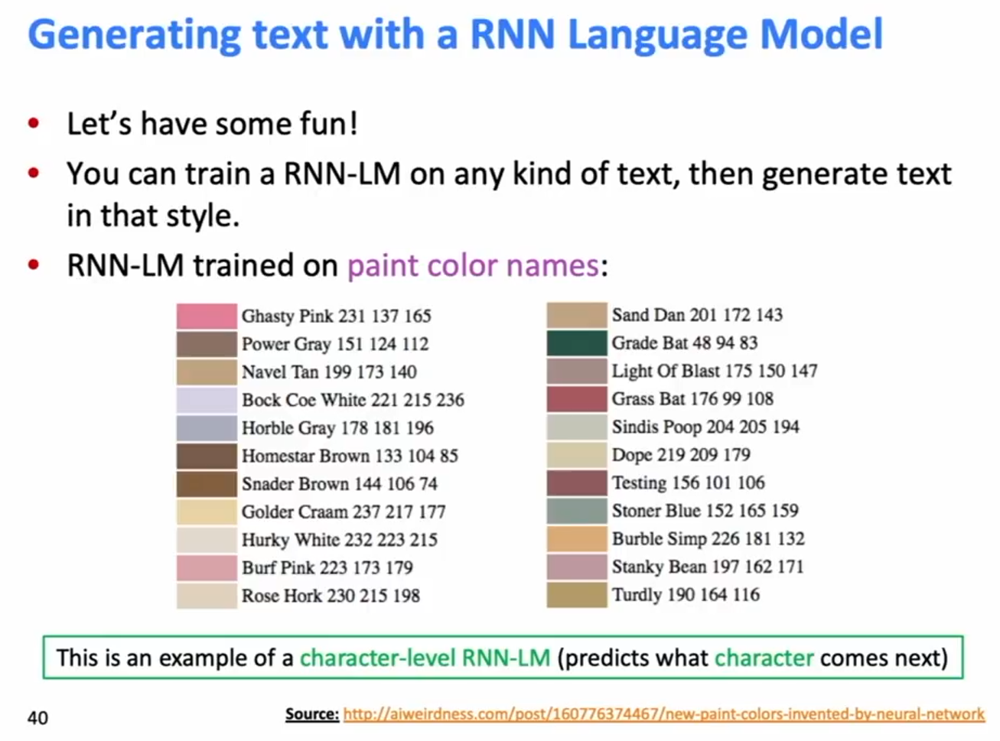 Generating text with a RNN Language Model
• Let's have some fun!
• You can train a RNN-LM on any kind of text, then generate text
in that style.
• RNN-LM trained on paint color names:
Ghasty Pink 231 137 165
Power Gray 151 124 112
Navel Tan 199 173 140
Bock Coe White 221 215 236
Horble Gray 178 181 196
Homestar Brown 133 104 85
Snader Brown 144 106 74
Golder Craam 237 217 177
Hurky White 232 223 215
Burf Pink 223 173 179
Rose Hork 230 215 198
Sand Dan 201 172 143
Grade Bat 48 94 83
Light Of Blast 175 150 147
Grass Bat 176 99 108
Sindis Poop 204 205 194
Dope 219 209 179
Testing 156 101 106
Stoner Blue 152 165 159
Burble Simp 226 181 132
Stanky Bean 197 162 171
Turdly 190 164 116
This is an example of a character-level RNN-LM (predicts what character comes next)
40
Source: http://aiweirdness.com/post/160776374467/new-paint-colors-invented-by-neural-network